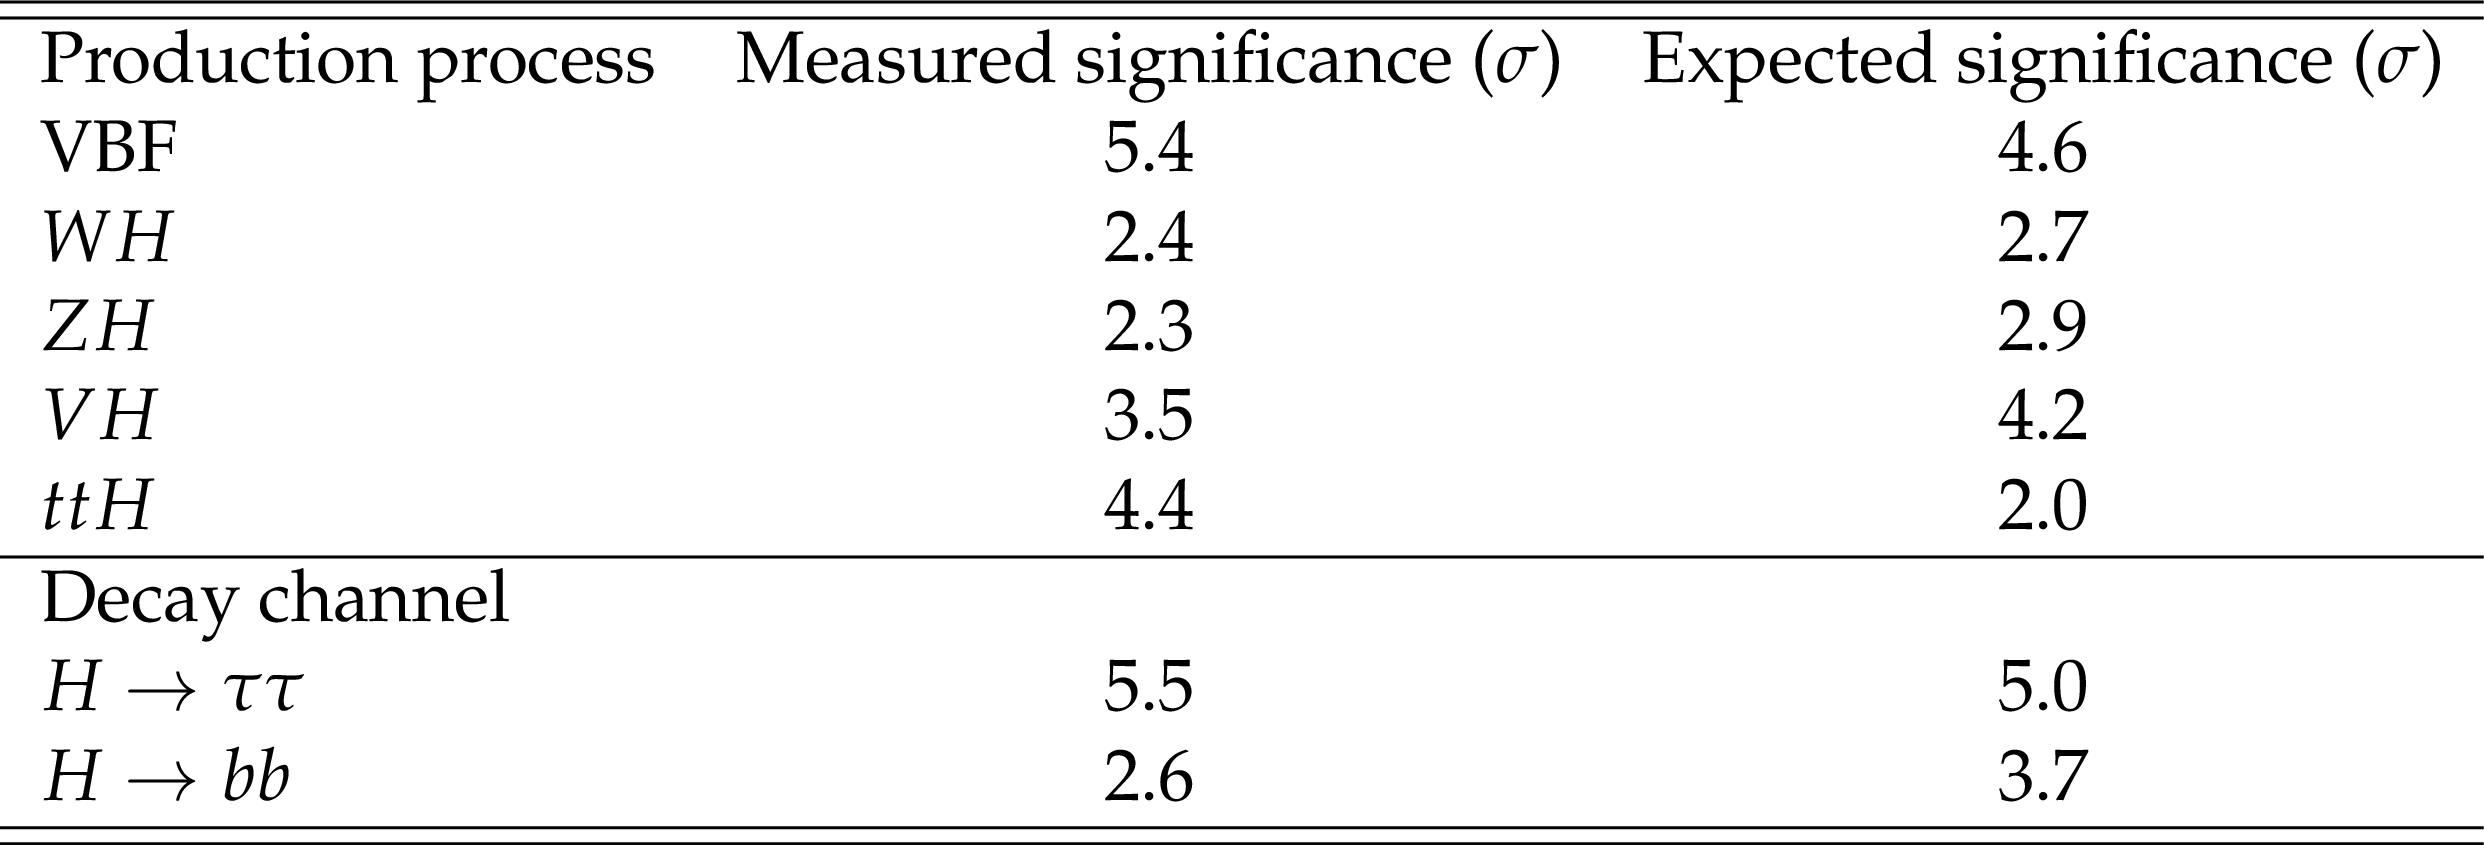 Production process Measured significance (σ) Expected significance (σ)
VBF 5.4 4.6
WH 2.4 2.7
ZH 2.3 2.9
VH 3.5 4.2
ttH 4.4 2.0
Decay channel
H → ττ 5.5 5.0
H → bb 2.6 3.7